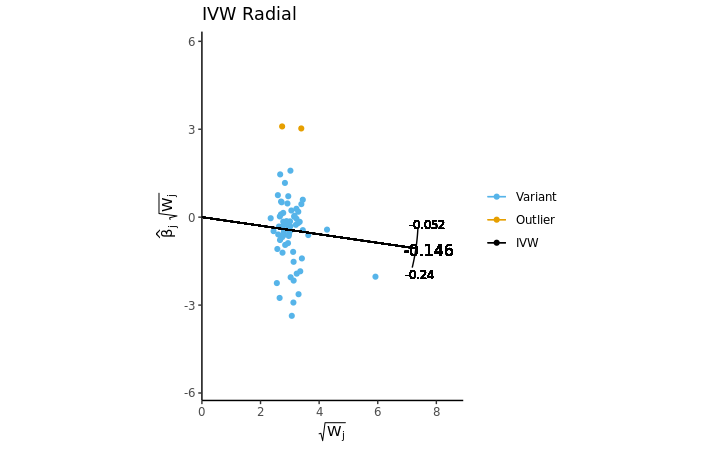 IVW Radial
6
3
0
-3
-6
β̂j √Wj
-0.052
-0.146
-0.24
Variant
Outlier
IVW
0 2 4 6 8
√Wj